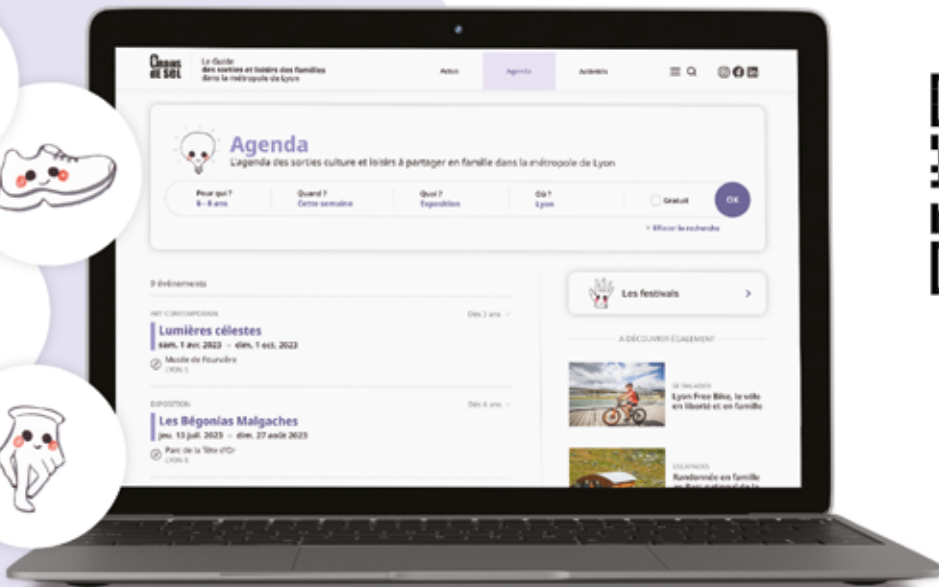 Grains
de Sel
Le Guide
des sorties et loisirs des familles
dans la métropole de Lyon
Actus
Agenda
Activités
Agenda
L'agenda des sorties culture et loisirs à partager en famille dans la métropole de Lyon
Pour qui ?
6 - 8 ans
Quand ?
Cette semaine
Quoi ?
Exposition
Où ?
Lyon
Gratuit
OK
× Effacer la recherche
9 événements
ART CONTEMPORAIN
Dès 3 ans
Lumières célestes
sam. 1 avr. 2023 → dim. 1 oct. 2023
Musée de Fourvière
LYON 5
EXPOSITION
Dès 6 ans
Les Bégonias Malgaches
jeu. 13 juil. 2023 → dim. 27 août 2023
Parc de la Tête d'Or
LYON 6
Les festivals
A DÉCOUVRIR ÉGALEMENT
SE BALADER
Lyon Free Bike, le vélo
en liberté et en famille
ESCAPADES
Randonnée en famille
au Parc national de la